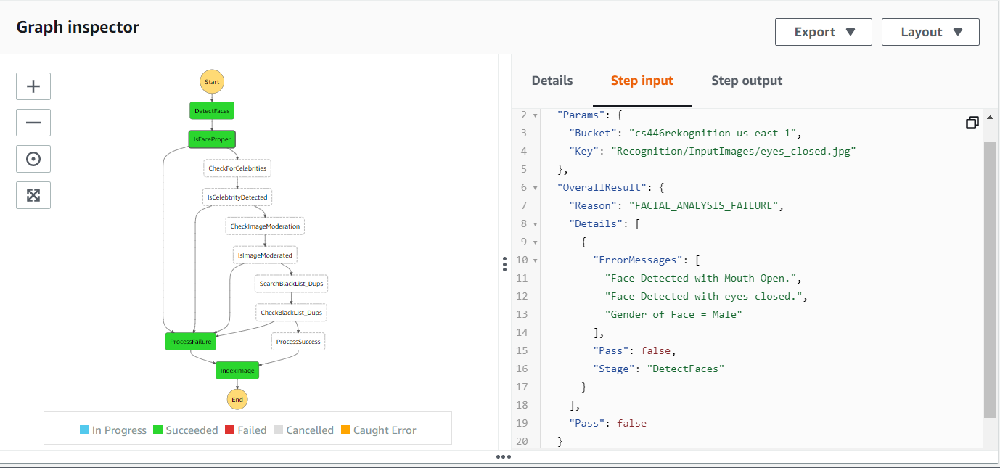 Graph inspector
Export
Layout
Start
DetectFaces
IsFaceProper
CheckForCelebrities
IsCelebtrityDetected
CheckImageModeration
IsImageModerated
SearchBlackList_Dups
CheckBlackList_Dups
ProcessFailure
ProcessSuccess
IndexImage
End
In Progress Succeeded Failed Cancelled Caught Error
Details Step input Step output
2 "Params": {
3 "Bucket": "cs446rekognition-us-east-1",
4 "Key": "Recognition/InputImages/eyes_closed.jpg"
5 },
6 "OverallResult": {
7 "Reason": "FACIAL_ANALYSIS_FAILURE",
8 "Details": [
9 {
10 "ErrorMessages": [
11 "Face Detected with Mouth Open.",
12 "Face Detected with eyes closed.",
13 "Gender of Face = Male"
14 ],
15 "Pass": false,
16 "Stage": "DetectFaces"
17 }
18 ],
19 "Pass": false
20 }